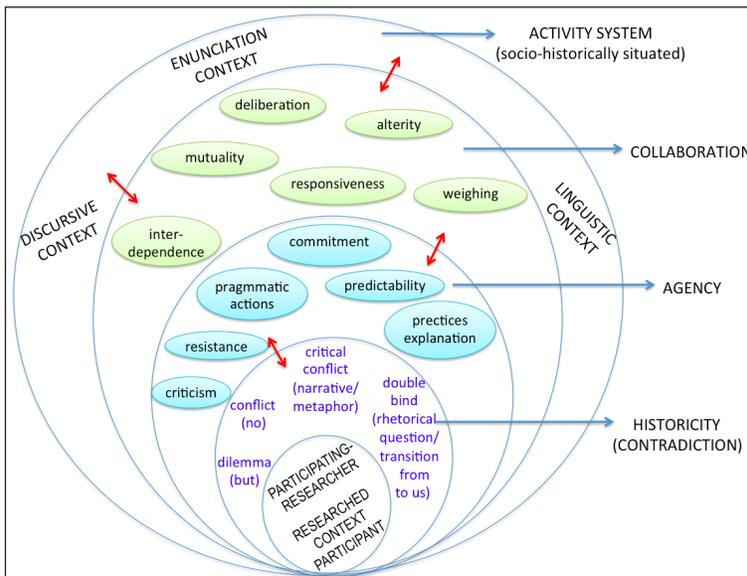 ENUNCIATION
CONTEXT
ACTIVITY SYSTEM
(socio-historically situated)
deliberation
alterity
mutuality
COLLABORATION
responsiveness
weighing
DISCURSIVE
CONTEXT
LINGUISTIC
CONTEXT
inter-
dependence
commitment
pragmmatic
actions
predictability
AGENCY
prectices
explanation
resistance
criticism
critical
conflict
(narrative/
metaphor)
conflict
(no)
double
bind
(rhetorical
question/
transition
from
to us)
HISTORICITY
(CONTRADICTION)
dilemma
(but)
PARTICIPATING-
RESEARCHER
RESEARCHED
CONTEXT
PARTICIPANT